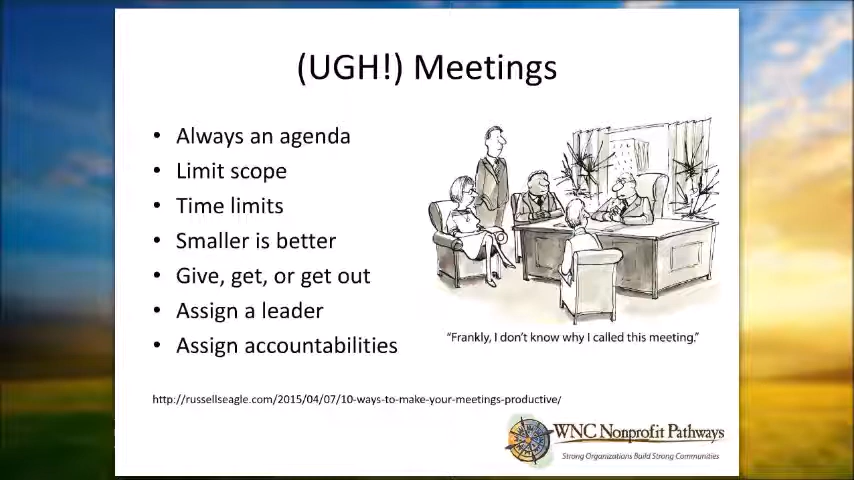 (UGH!) Meetings
• Always an agenda
• Limit scope
• Time limits
• Smaller is better
• Give, get, or get out
• Assign a leader
• Assign accountabilities
"Frankly, I don't know why I called this meeting."
http://russellseagle.com/2015/04/07/10-ways-to-make-your-meetings-productive/
WNC Nonprofit Pathways
Strong Organizations Build Strong Communities